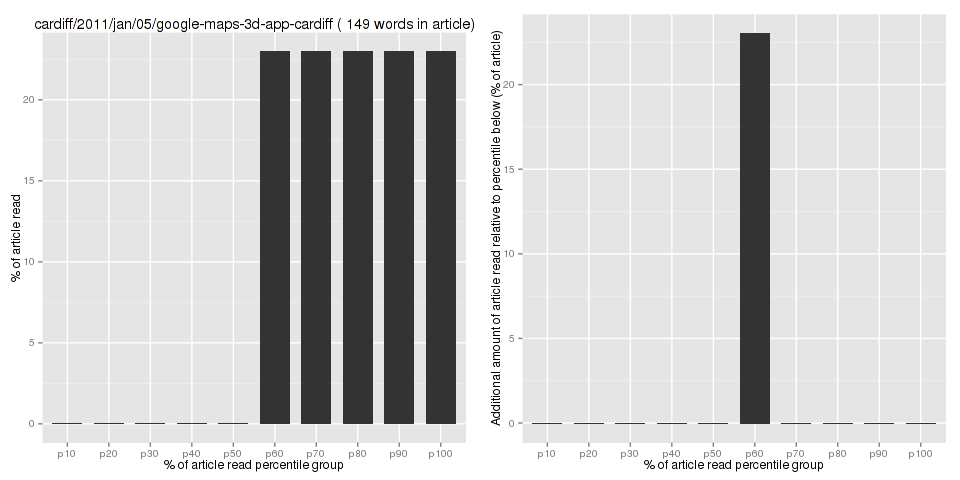 cardiff/2011/jan/05/google-maps-3d-app-cardiff ( 149 words in article)
% of article read
20
15
10
5
0
p10 p20 p30 p40 p50 p60 p70 p80 p90 p100
% of article read percentile group
Additional amount of article read relative to percentile below (% of article)
20
15
10
5
0
p10 p20 p30 p40 p50 p60 p70 p80 p90 p100
% of article read percentile group